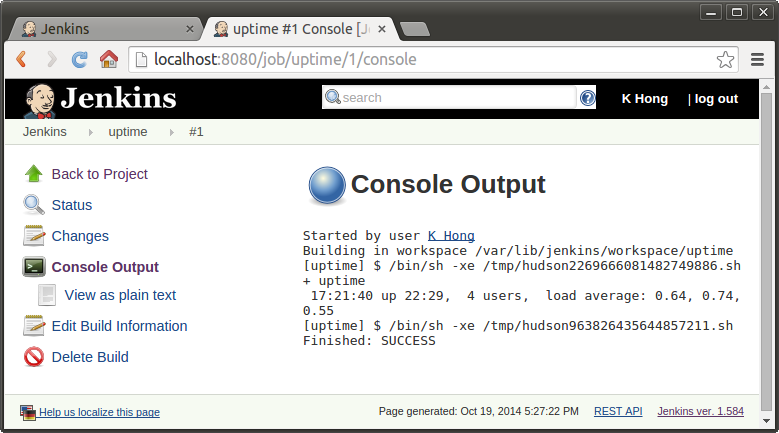 Jenkins
uptime #1 Console [J
localhost:8080/job/uptime/1/console
Jenkins
search
K Hong
| log out
Jenkins
uptime
#1
Back to Project
Status
Changes
Console Output
View as plain text
Edit Build Information
Delete Build
Console Output
Started by user K Hong
Building in workspace /var/lib/jenkins/workspace/uptime
[uptime] $ /bin/sh -xe /tmp/hudson2269666081482749886.sh
+ uptime
17:21:40 up 22:29,  4 users,  load average: 0.64, 0.74,
0.55
[uptime] $ /bin/sh -xe /tmp/hudson963826435644857211.sh
Finished: SUCCESS
Help us localize this page
Page generated: Oct 19, 2014 5:27:22 PM
REST API
Jenkins ver. 1.584